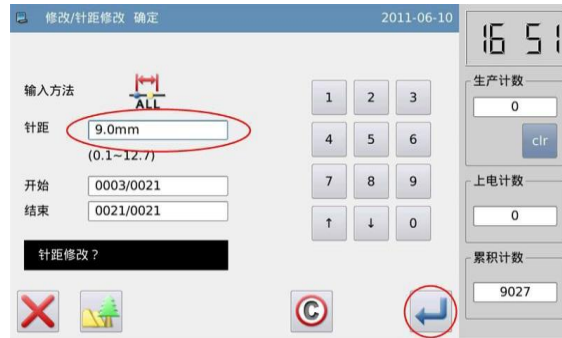 修改/针距修改 确定
2011-06-10
16 51
输入方法
ALL
针距
9.0mm
(0.1~12.7)
开始
0003/0021
结束
0021/0021
针距修改？
1 2 3
4 5 6
7 8 9
↑ ↓ 0
C
生产计数
0
clr
上电计数
0
累积计数
9027